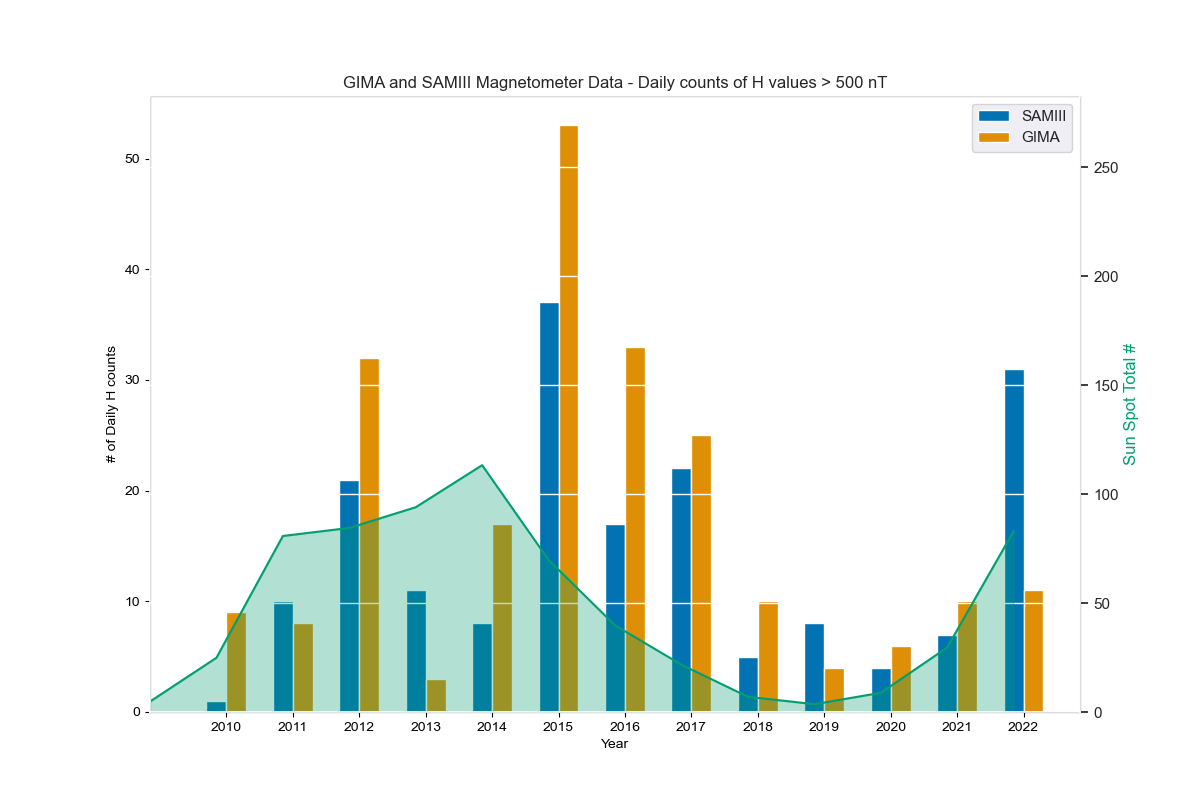 GIMA and SAMIII Magnetometer Data - Daily counts of H values > 500 nT
SAMIII
GIMA
# of Daily H counts
50
40
30
20
10
0
250
200
150
100
50
0
Sun Spot Total #
2010 2011 2012 2013 2014 2015 2016 2017 2018 2019 2020 2021 2022
Year